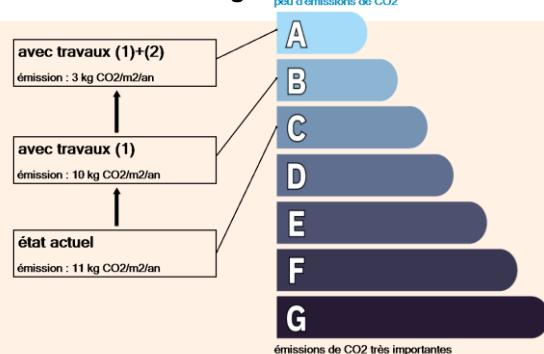 peu d'émissions de CO2
A
avec travaux (1)+(2)
émission : 3 kg CO2/m2/an
B
C
avec travaux (1)
émission : 10 kg CO2/m2/an
D
E
état actuel
émission : 11 kg CO2/m2/an
F
G
émissions de CO2 très importantes